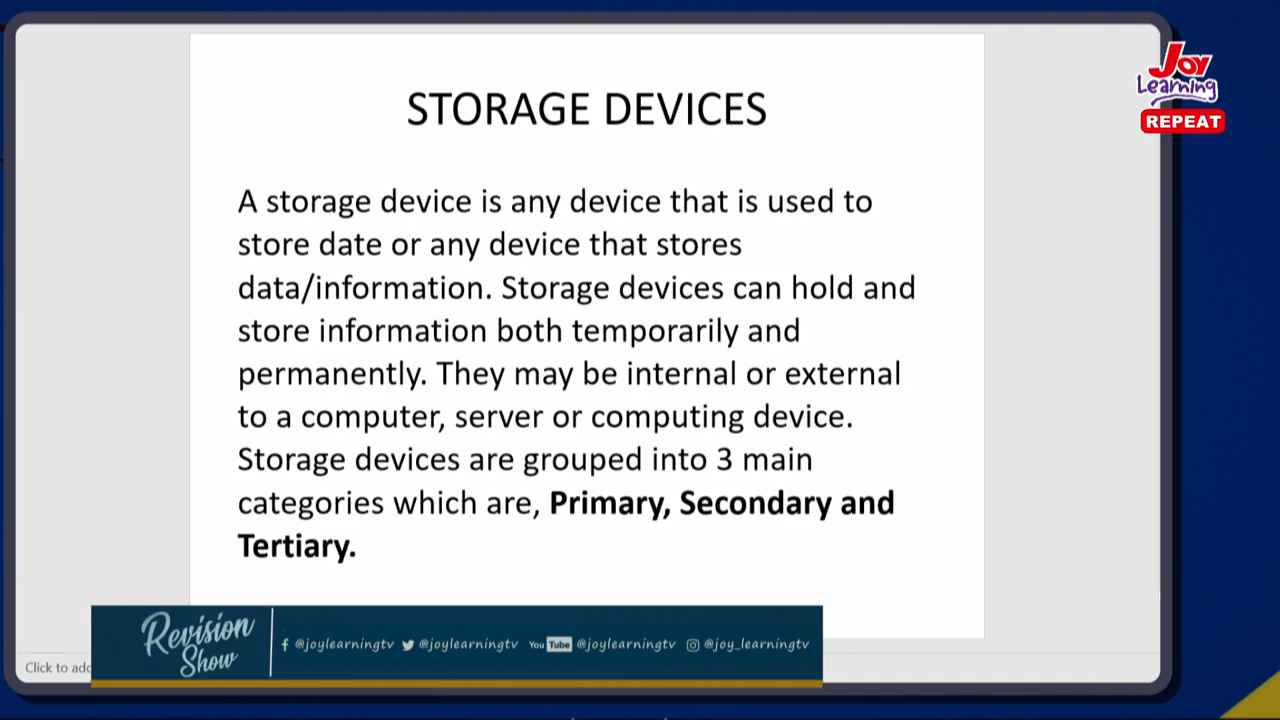 Joy
Learning
REPEAT
STORAGE DEVICES
A storage device is any device that is used to
store date or any device that stores
data/information. Storage devices can hold and
store information both temporarily and
permanently. They may be internal or external
to a computer, server or computing device.
Storage devices are grouped into 3 main
categories which are, Primary, Secondary and
Tertiary.
Revision
Show
@joylearningtv @joylearningtv You Tube @joylearningtv @joy_learningtv
Click to add